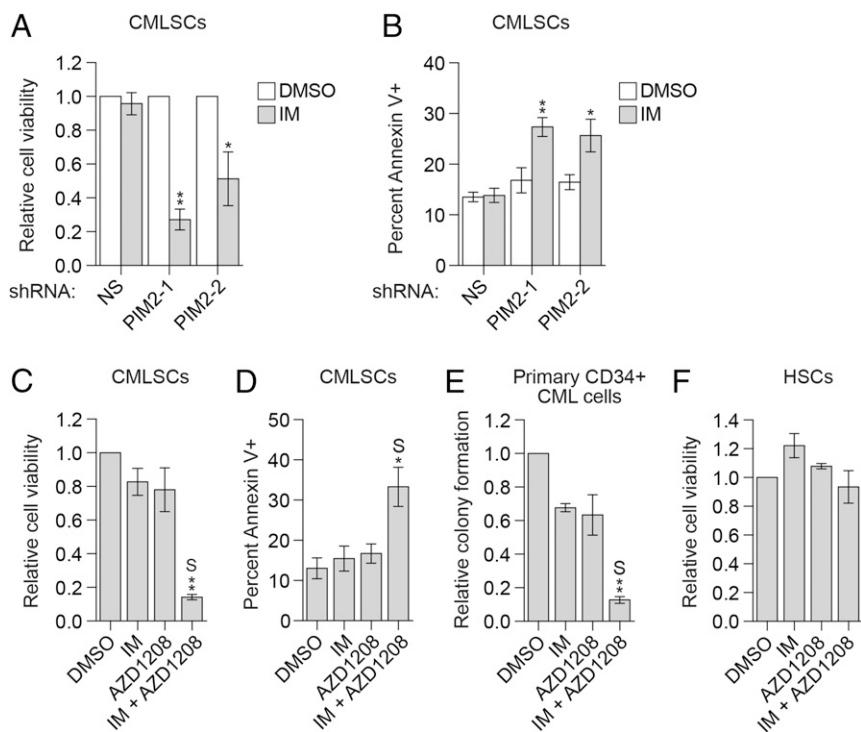 A
CMLSCs
Relative cell viability
1.2
1.0
0.8
0.6
0.4
0.2
0.0
**
*
DMSO
IM
shRNA:
NS
PIM2-1
PIM2-2
B
CMLSCs
Percent Annexin V+
40
30
20
10
0
**
*
DMSO
IM
shRNA:
NS
PIM2-1
PIM2-2
C
CMLSCs
Relative cell viability
1.2
1.0
0.8
0.6
0.4
0.2
0.0
S
**
DMSO
IM
AZD1208
IM + AZD1208
D
CMLSCs
Percent Annexin V+
50
40
30
20
10
0
S
*
DMSO
IM
AZD1208
IM + AZD1208
E
Primary CD34+
CML cells
Relative colony formation
1.2
1.0
0.8
0.6
0.4
0.2
0.0
S
**
DMSO
IM
AZD1208
IM + AZD1208
F
HSCs
Relative cell viability
1.4
1.2
1.0
0.8
0.6
0.4
0.2
0.0
DMSO
IM
AZD1208
IM + AZD1208